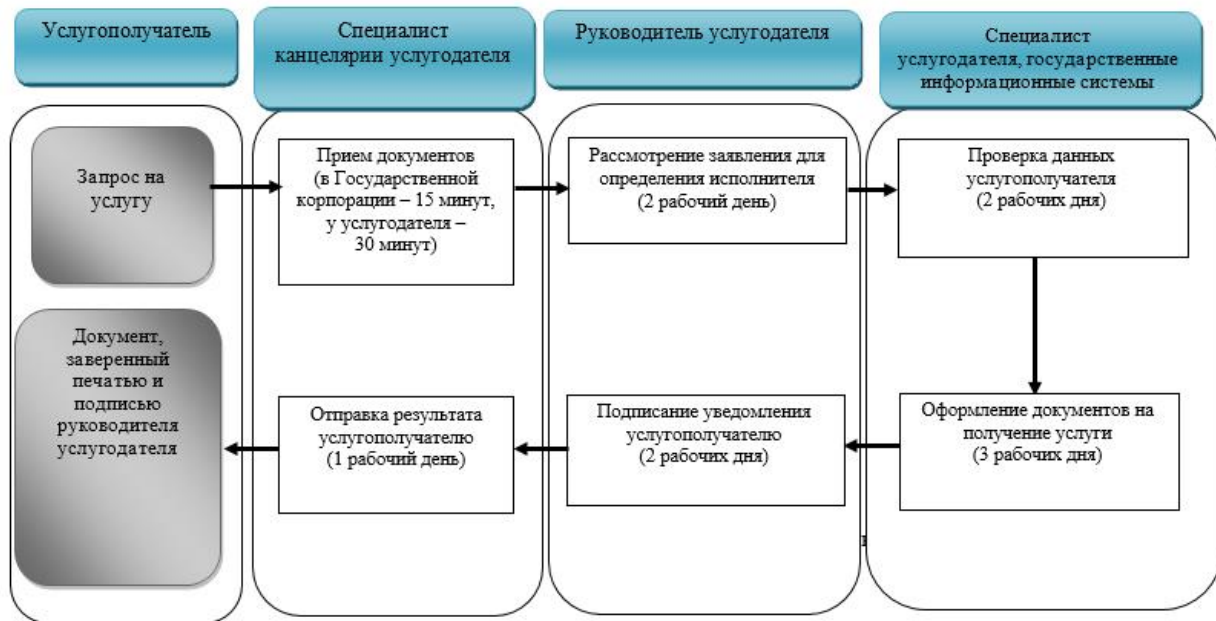 Услугополучатель
Специалист
канцелярии услугодателя
Руководитель услугодателя
Специалист
услугодателя, государственные
информационные системы
Запрос на
услугу
Прием документов
(в Государственной
корпорации – 15 минут,
у услугодателя –
30 минут)
Рассмотрение заявления для
определения исполнителя
(2 рабочий день)
Проверка данных
услугополучателя
(2 рабочих дня)
Документ,
заверенный
печатью и
подписью
руководителя
услугодателя
Отправка результата
услугополучателю
(1 рабочий день)
Подписание уведомления
услугополучателю
(2 рабочих дня)
Оформление документов на
получение услуги
(3 рабочих дня)